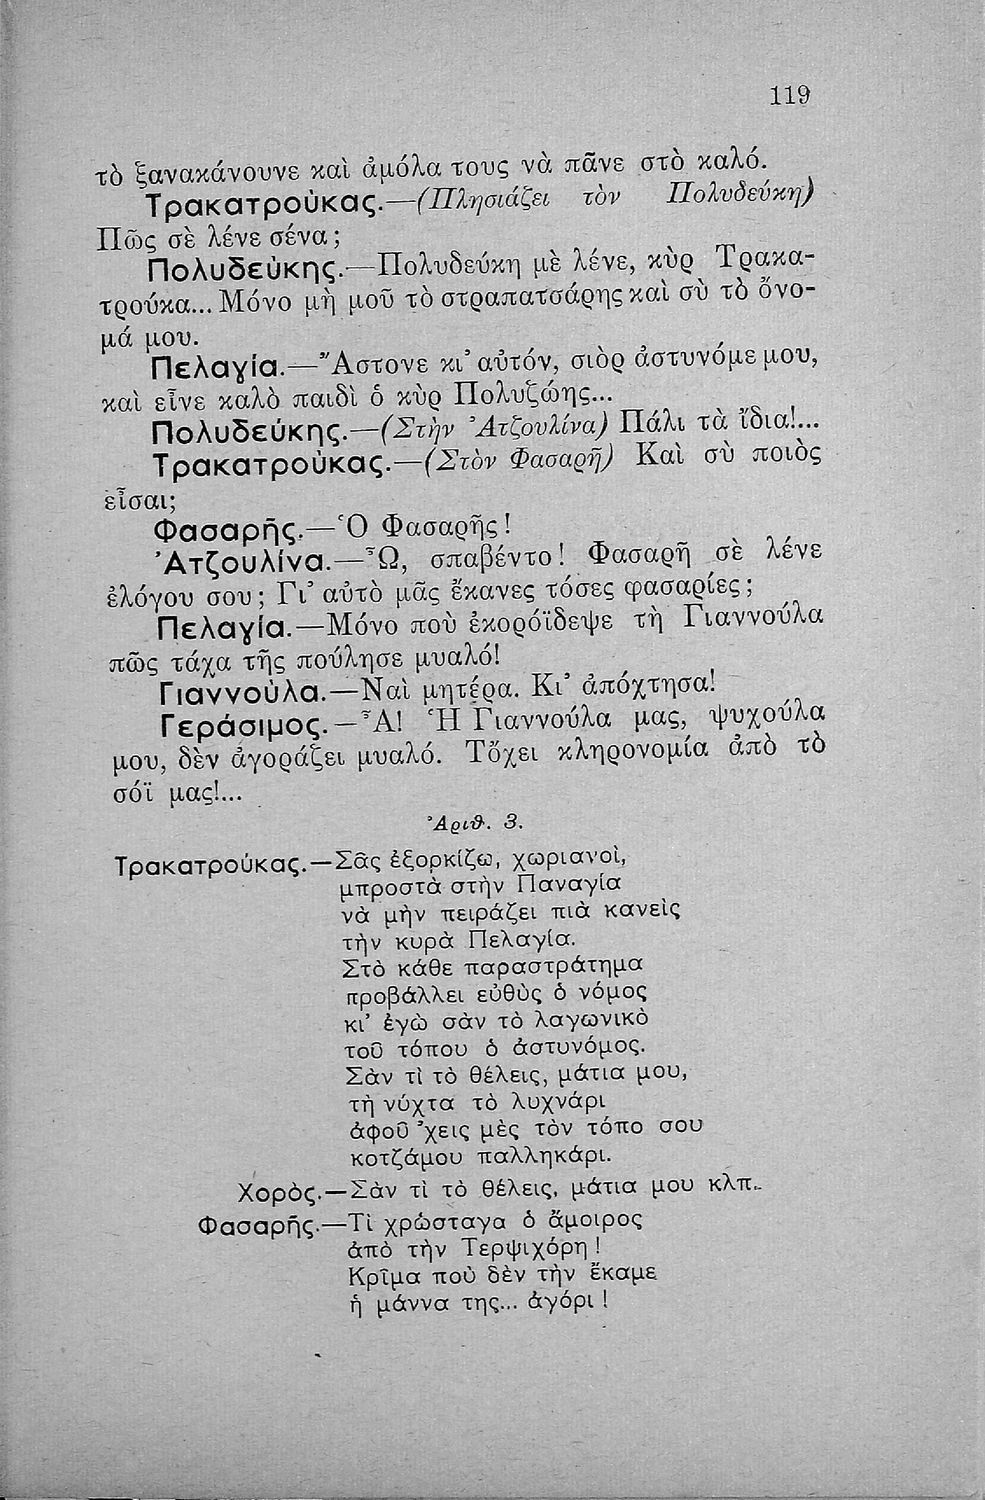 119
τὸ ξανακάνουνε καὶ ἀμόλα τους νὰ πᾶνε στὸ καλό.
Τρακατρούκας.—(Πλησιάζει τὸν Πολυδεύκη)
Πῶς σὲ λένε σένα;
Πολυδεύκης.—Πολυδεύκη μὲ λένε, κὺρ Τρακα-
τρούκα... Μόνο μὴ μοῦ τὸ στραπατσάρης καὶ σὺ τὸ ὄνο-
μά μου.
Πελαγία.—Ἄστονε κι᾿ αὐτόν, σιὸρ ἀστυνόμε μου,
καὶ εἶνε καλὸ παιδὶ ὁ κὺρ Πολυζώης...
Πολυδεύκης.—(Στὴν Ἀτζουλίνα) Πάλι τὰ ἴδια!...
Τρακατρούκας.—(Στὸν Φασαρῆ) Καὶ σὺ ποιὸς
εἶσαι;
Φασαρῆς.—Ὁ Φασαρῆς!
Ἀτζουλίνα.—Ὦ, σπαβέντο! Φασαρῆ σὲ λένε
ἐλόγου σου; Γι᾿ αὐτὸ μᾶς ἔκανες τόσες φασαρίες;
Πελαγία.—Μόνο ποὺ ἐκορόϊδεψε τὴ Γιαννούλα
πῶς τάχα τῆς πούλησε μυαλό!
Γιαννούλα.—Ναὶ μητέρα. Κι᾿ ἀπόχτησα!
Γεράσιμος.—Ἆ! Ἡ Γιαννούλα μας, ψυχούλα
μου, δὲν ἀγοράζει μυαλό. Τὄχει κληρονομία ἀπὸ τὸ
σόϊ μας!...
Ἀριθ. 3.
Τρακατρούκας.—Σᾶς ἐξορκίζω, χωριανοί,
μπροστὰ στὴν Παναγία
νὰ μὴν πειράζει πιὰ κανεὶς
τὴν κυρὰ Πελαγία.
Στὸ κάθε παραστράτημα
προβάλλει εὐθὺς ὁ νόμος
κι᾿ ἐγὼ σὰν τὸ λαγωνικὸ
τοῦ τόπου ὁ ἀστυνόμος.
Σὰν τὶ τὸ θέλεις, μάτια μου,
τὴ νύχτα τὸ λυχνάρι
ἀφοῦ ᾿χεις μὲς τὸν τόπο σου
κοτζάμου παλληκάρι.
Χορὸς.—Σὰν τὶ τὸ θέλεις, μάτια μου κλπ.
Φασαρῆς.—Τὶ χρώσταγα ὁ ἄμοιρος
ἀπὸ τὴν Τερψιχόρη!
Κρῖμα ποὺ δὲν τὴν ἔκαμε
ἡ μάννα της... ἀγόρι!